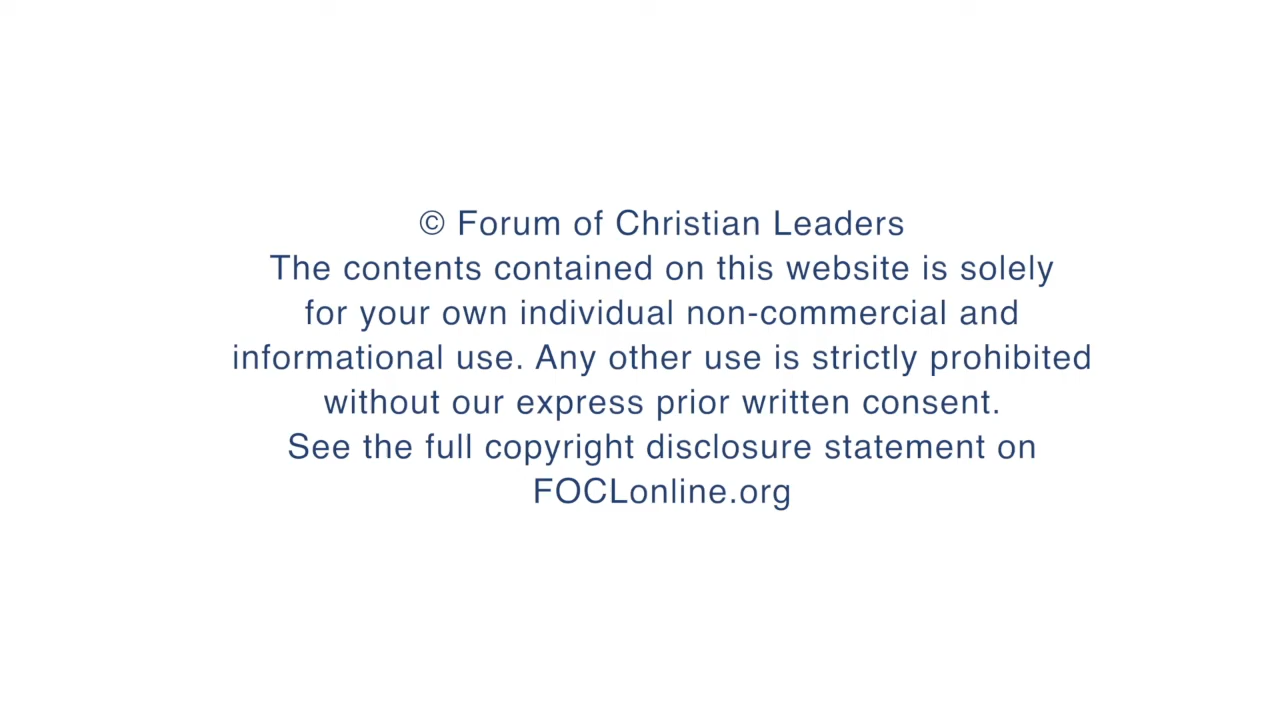 © Forum of Christian Leaders
The contents contained on this website is solely
for your own individual non-commercial and
informational use. Any other use is strictly prohibited
without our express prior written consent.
See the full copyright disclosure statement on
FOCLonline.org